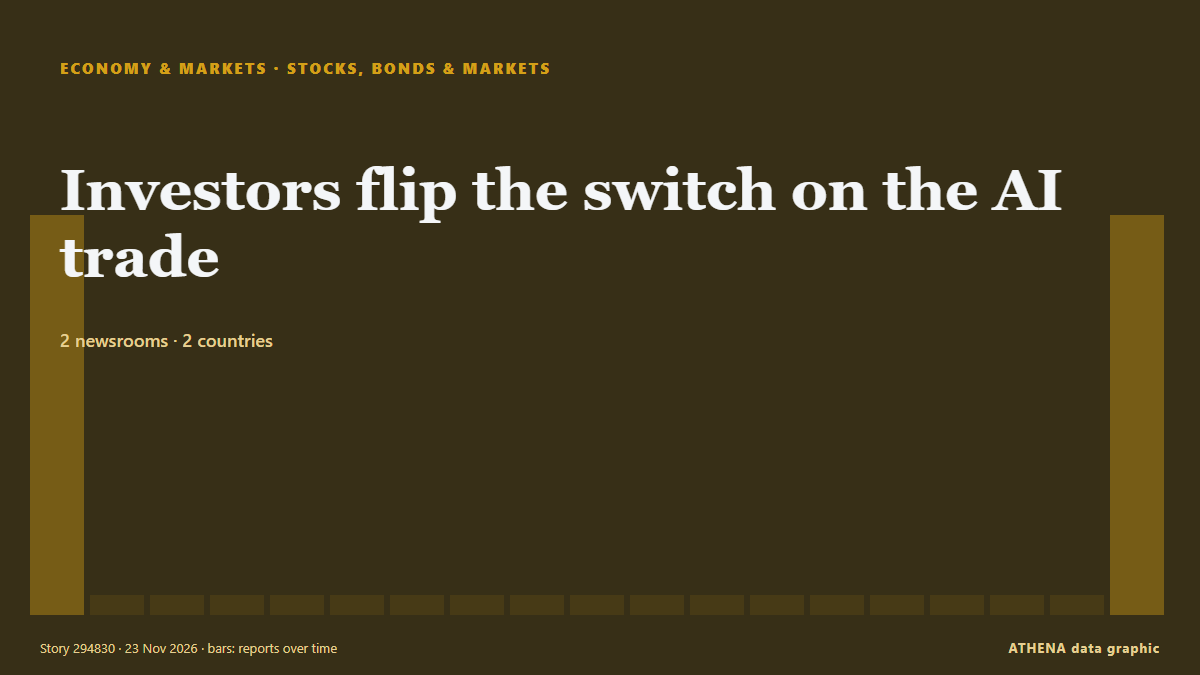 ECONOMY & MARKETS · STOCKS, BONDS & MARKETS
Investors flip the switch on the AI
trade
2 newsrooms · 2 countries
Story 294830 · 23 Nov 2026 · bars: reports over time
ATHENA data graphic